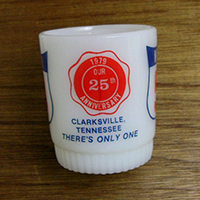 1979
OUR
25th
ANNIVERSARY
CLARKSVILLE,
TENNESSEE
THERE'S ONLY ONE